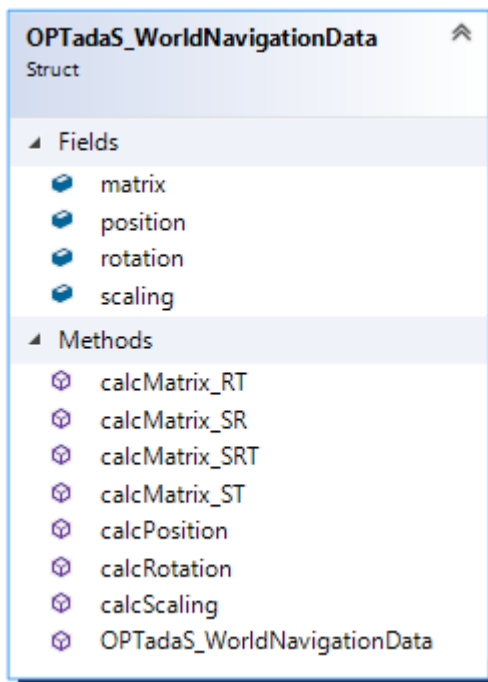 OPTadaS_WorldNavigationData
Struct
Fields
matrix
position
rotation
scaling
Methods
calcMatrix_RT
calcMatrix_SR
calcMatrix_SRT
calcMatrix_ST
calcPosition
calcRotation
calcScaling
OPTadaS_WorldNavigationData